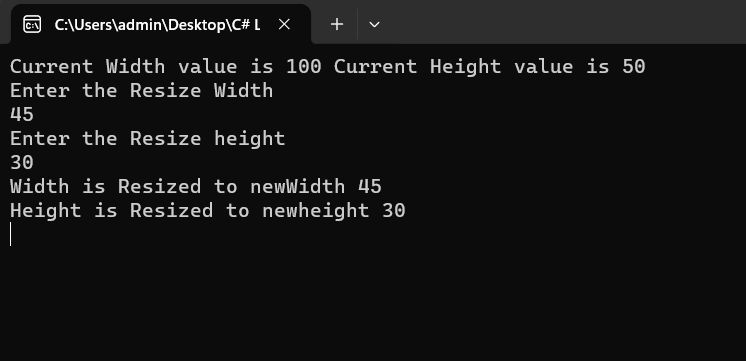 C:\Users\admin\Desktop\C# L
Current Width value is 100 Current Height value is 50
Enter the Resize Width
45
Enter the Resize height
30
Width is Resized to newWidth 45
Height is Resized to newheight 30